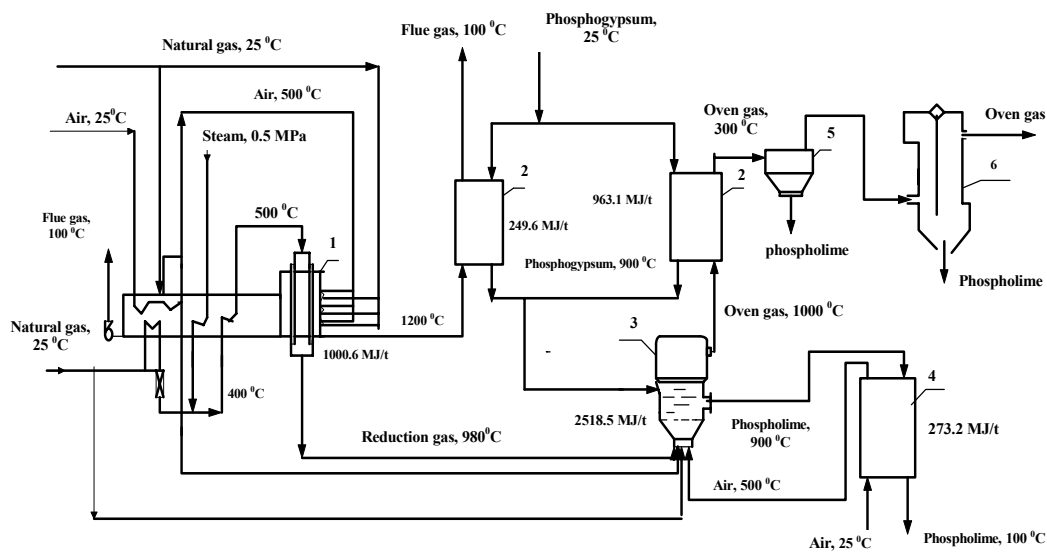 Flue gas, 100 ⁰C
Phosphogypsum,
25 ⁰C
Natural gas, 25 ⁰C
Air, 500 ⁰C
Air, 25⁰C
Steam, 0.5 MPa
Oven gas,
300 ⁰C
5
Oven gas
6
2
2
963.1 MJ/t
249.6 MJ/t
Flue gas,
100 ⁰C
500 ⁰C
1
phospholime
Phosphogypsum, 900 ⁰C
Phospholime
Oven gas, 1000 ⁰C
1200 ⁰C
Natural gas,
25 ⁰C
3
1000.6 MJ/t
400 ⁰C
4
2518.5 MJ/t
Phospholime,
900 ⁰C
273.2 MJ/t
Reduction gas, 980⁰C
Air, 500 ⁰C
Air, 25 ⁰C
Phospholime, 100 ⁰C